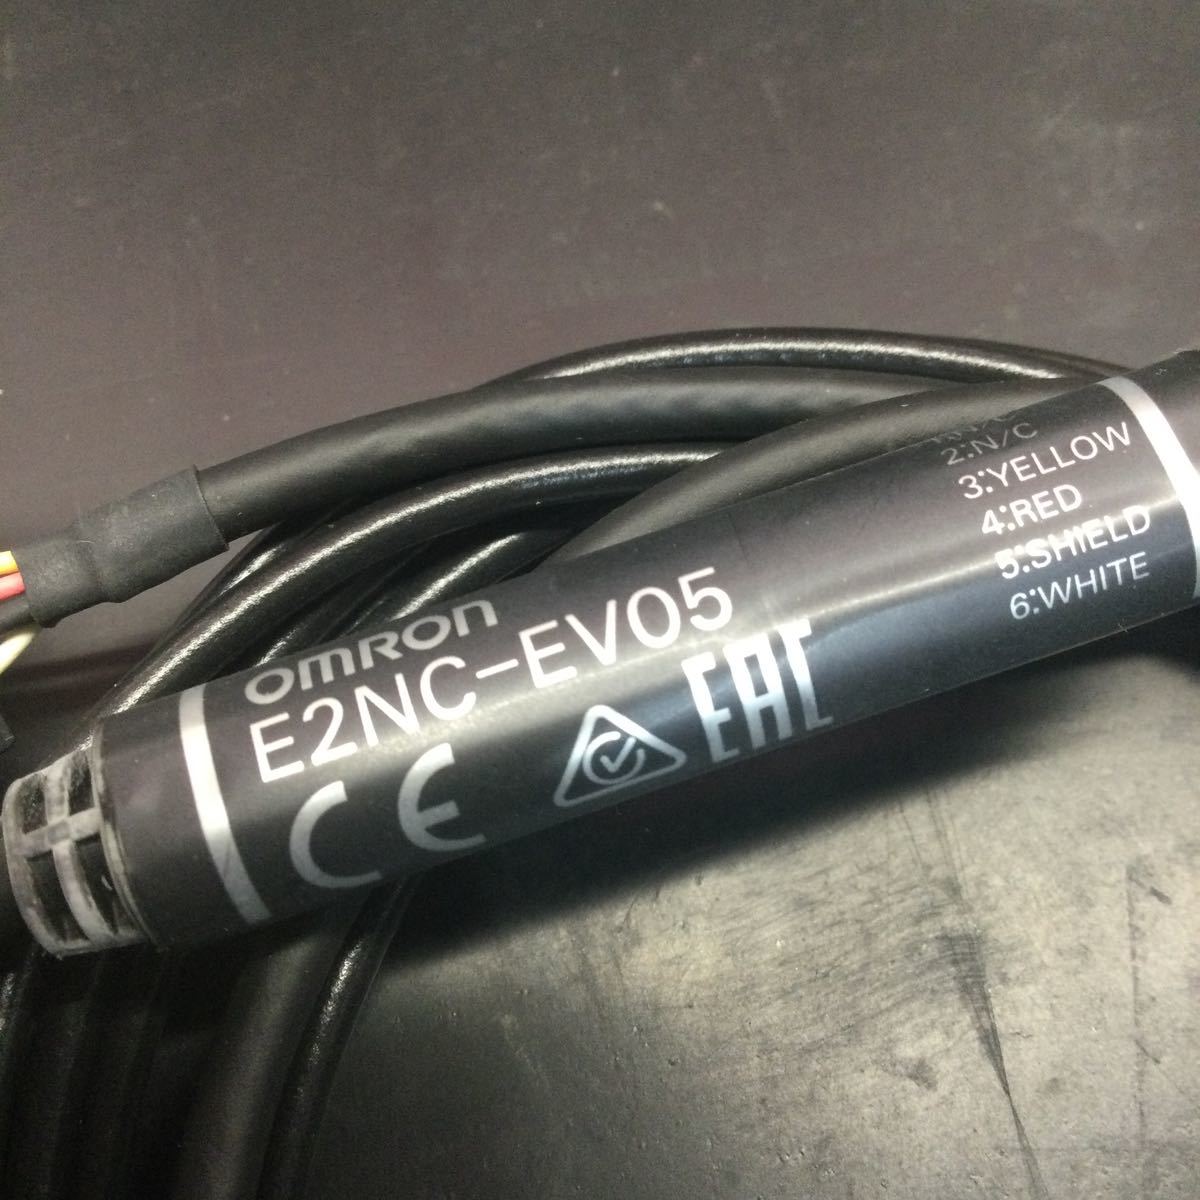 OMRON
E2NC-EV05
CE
EAC
2:N/C
3:YELLOW
4:RED
5:SHIELD
6:WHITE